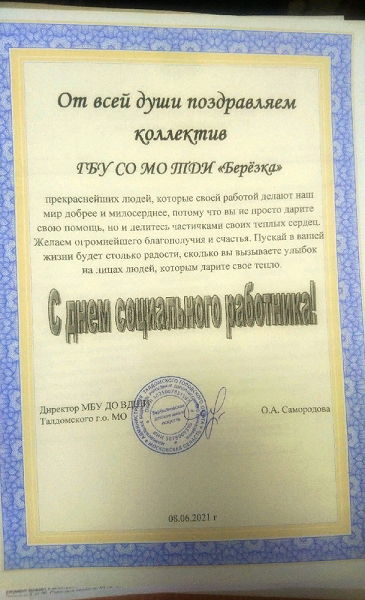 От всей души поздравляем
коллектив
ГБУ СО МО ТДИ «Берёзка»
прекраснейших людей, которые своей работой делают наш
мир добрее и милосерднее, потому что вы не просто дарите
свою помощь, но и делитесь частичками своих теплых сердец.
Желаем огромнейшего благополучия и счастья. Пускай в вашей
жизни будет столько радости, сколько вы вызываете улыбок
на лицах людей, которым дарите свое тепло.
С днем социального работника!
Директор МБУ ДО ВДШИ
О.А. Самородова
Талдомского г.о. МО
08.06.2021 г